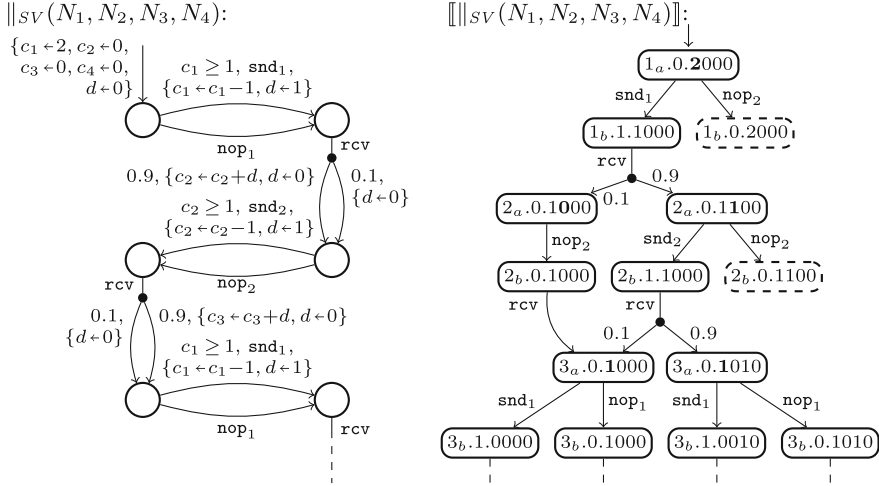 ∥SV(N1, N2, N3, N4):
{c1←2, c2←0,
c3←0, c4←0,
d←0}
c1 ≥ 1, snd1,
{c1←c1−1, d←1}
nop1
rcv
0.9, {c2←c2+d, d←0}
0.1,
{d←0}
c2 ≥ 1, snd2,
{c2←c2−1, d←1}
nop2
rcv
0.1,
{d←0}
0.9, {c3←c3+d, d←0}
c1 ≥ 1, snd1,
{c1←c1−1, d←1}
nop1
rcv
⟦∥SV(N1, N2, N3, N4)⟧:
1a.0.2000
snd1 nop2
1b.1.1000 1b.0.2000
rcv
0.1 0.9
2a.0.1000 2a.0.1100
nop2 snd2 nop2
2b.0.1000 2b.1.1000 2b.0.1100
rcv rcv
0.1 0.9
3a.0.1000 3a.0.1010
snd1 nop1 snd1 nop1
3b.1.0000 3b.0.1000 3b.1.0010 3b.0.1010